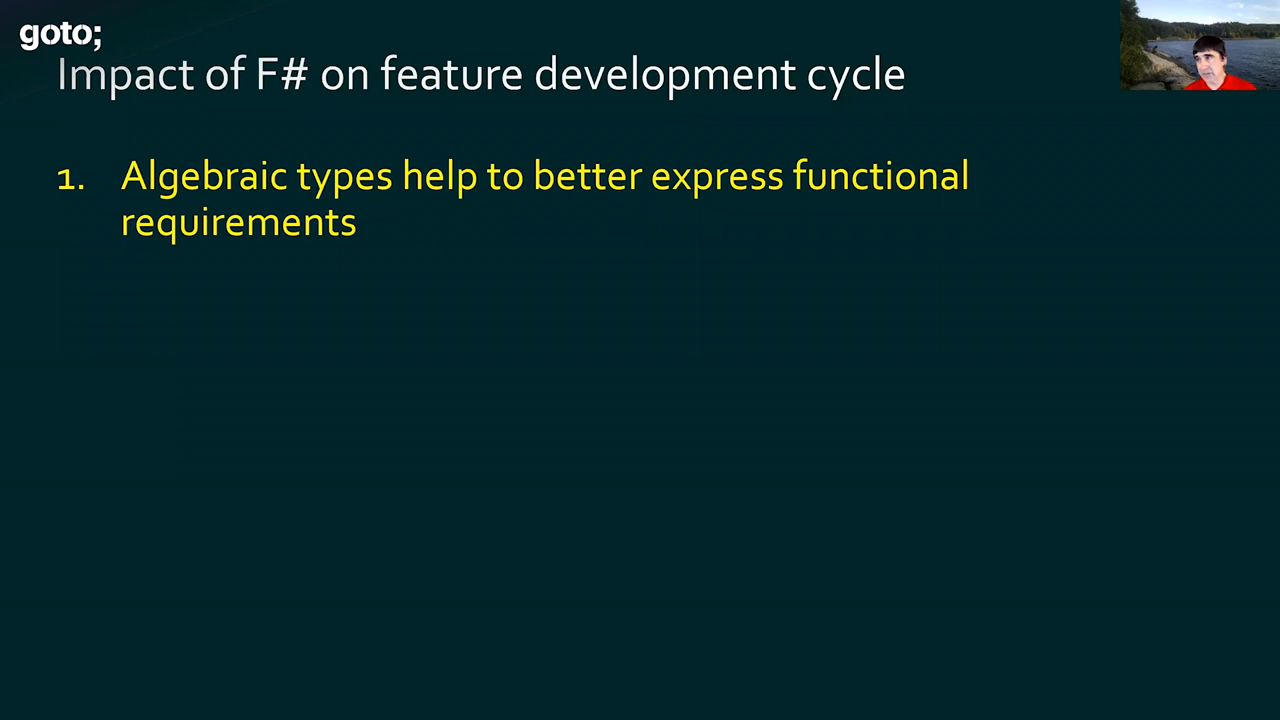 goto;
Impact of F# on feature development cycle
1. Algebraic types help to better express functional
requirements